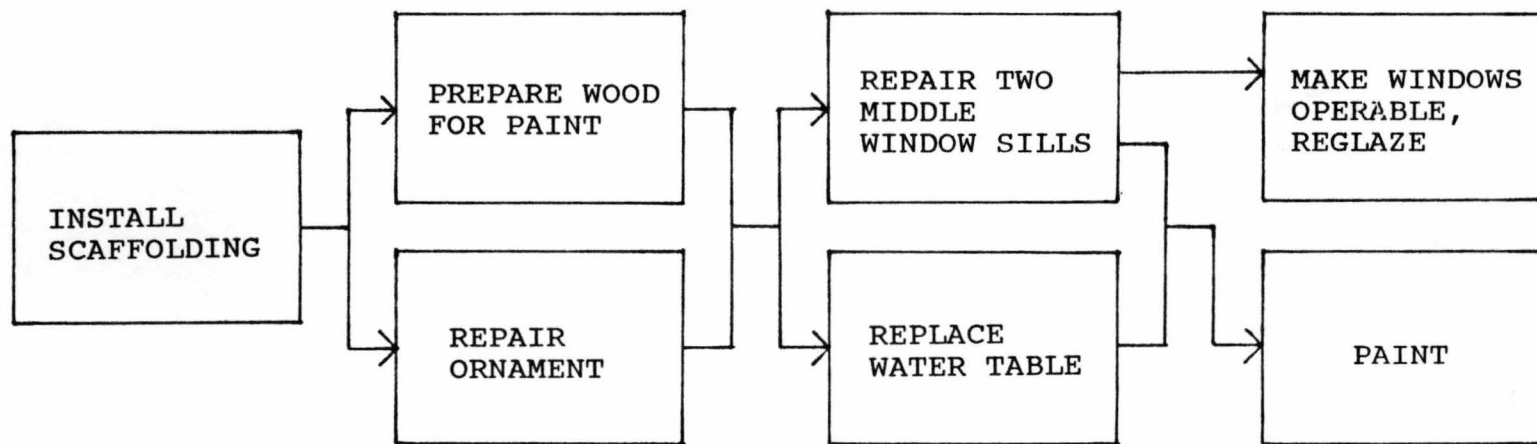 INSTALL
SCAFFOLDING
PREPARE WOOD
FOR PAINT
REPAIR
ORNAMENT
REPAIR TWO
MIDDLE
WINDOW SILLS
REPLACE
WATER TABLE
MAKE WINDOWS
OPERABLE,
REGLAZE
PAINT